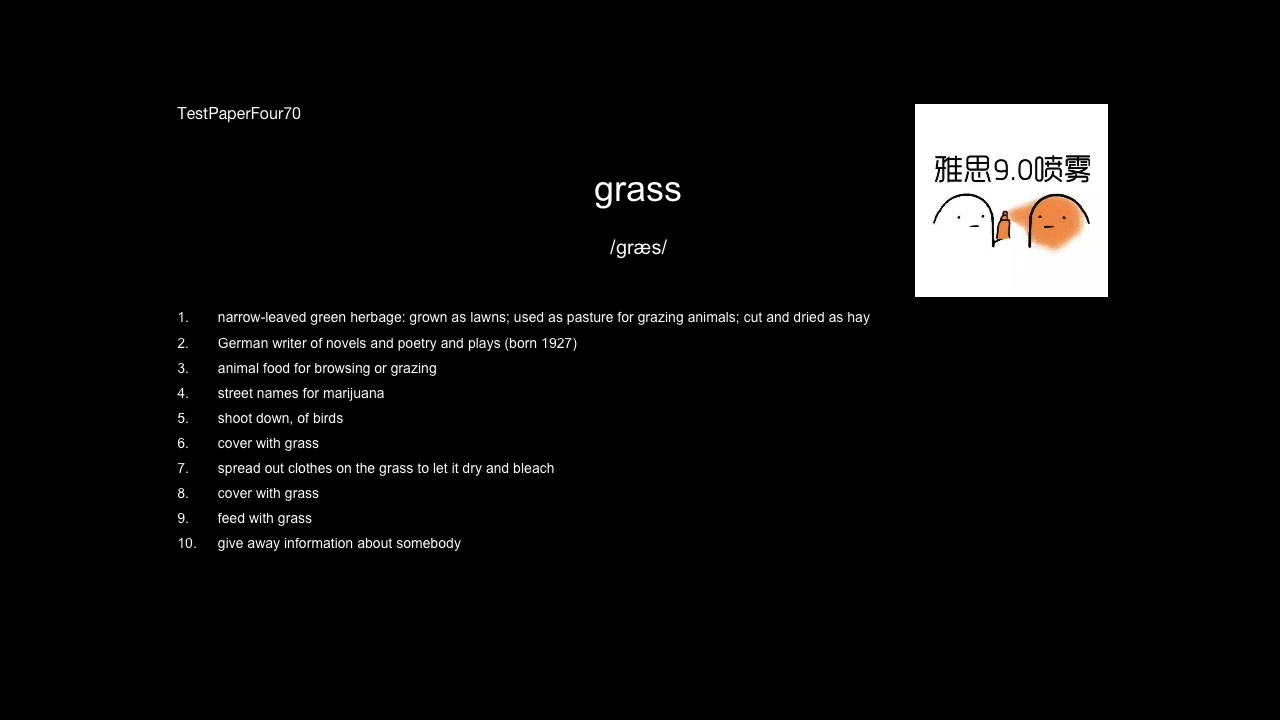 TestPaperFour70
雅思9.0喷雾
grass
/græs/
1. narrow-leaved green herbage: grown as lawns; used as pasture for grazing animals; cut and dried as hay
2. German writer of novels and poetry and plays (born 1927)
3. animal food for browsing or grazing
4. street names for marijuana
5. shoot down, of birds
6. cover with grass
7. spread out clothes on the grass to let it dry and bleach
8. cover with grass
9. feed with grass
10. give away information about somebody